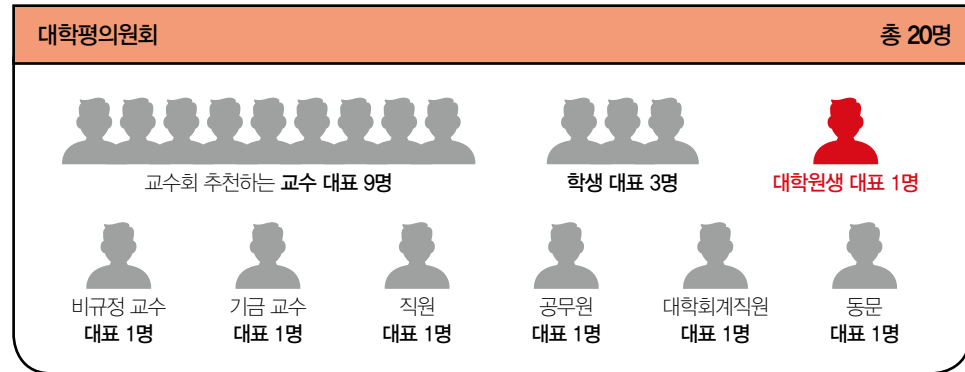 대학평의원회 총 20명
교수회 추천하는 교수 대표 9명 학생 대표 3명 대학원생 대표 1명
비규정 교수 기금 교수 직원 공무원 대학회계직원 동문
대표 1명 대표 1명 대표 1명 대표 1명 대표 1명 대표 1명